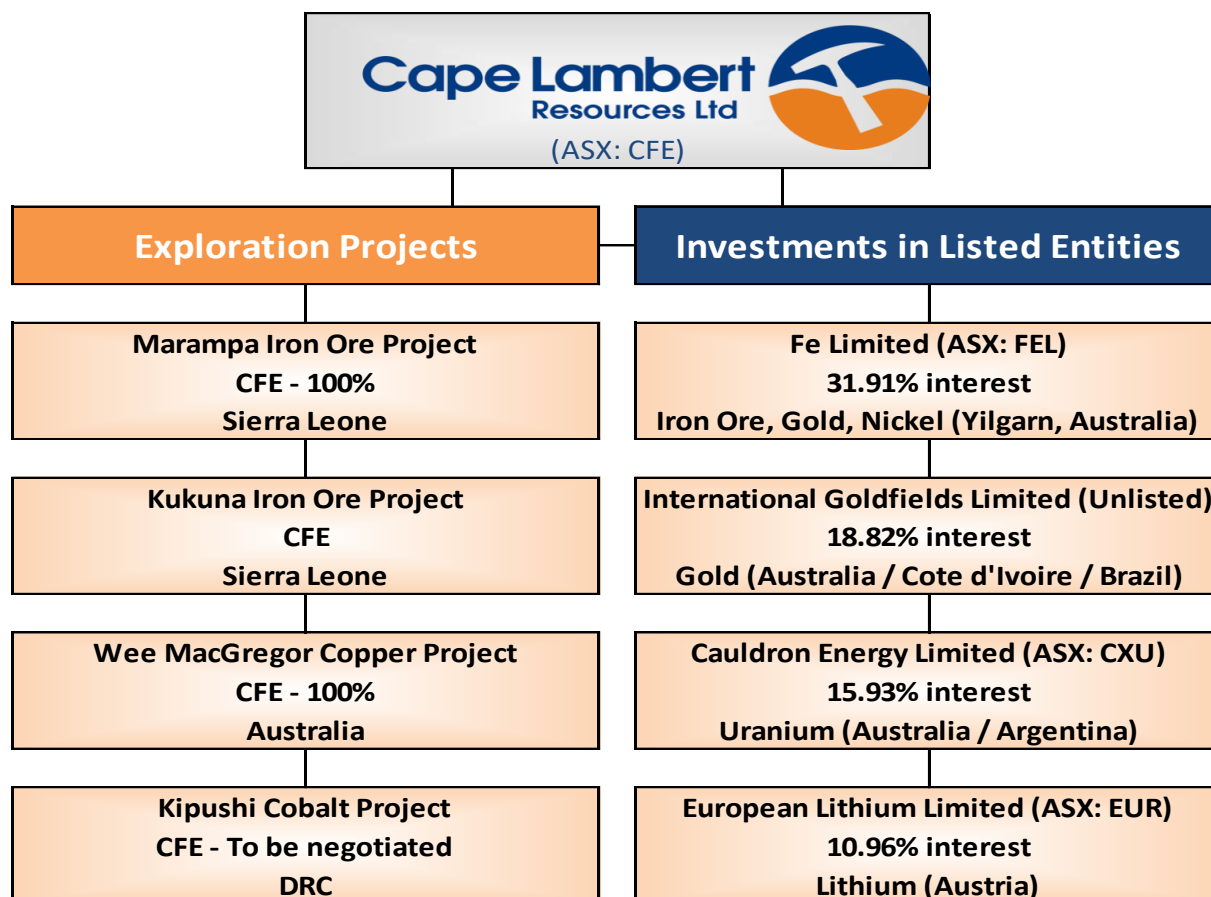 Cape Lambert
Resources Ltd
(ASX: CFE)
Exploration Projects
Marampa Iron Ore Project
CFE - 100%
Sierra Leone
Kukuna Iron Ore Project
CFE
Sierra Leone
Wee MacGregor Copper Project
CFE - 100%
Australia
Kipushi Cobalt Project
CFE - To be negotiated
DRC
Investments in Listed Entities
Fe Limited (ASX: FEL)
31.91% interest
Iron Ore, Gold, Nickel (Yilgarn, Australia)
International Goldfields Limited (Unlisted)
18.82% interest
Gold (Australia / Cote d'Ivoire / Brazil)
Cauldron Energy Limited (ASX: CXU)
15.93% interest
Uranium (Australia / Argentina)
European Lithium Limited (ASX: EUR)
10.96% interest
Lithium (Austria)